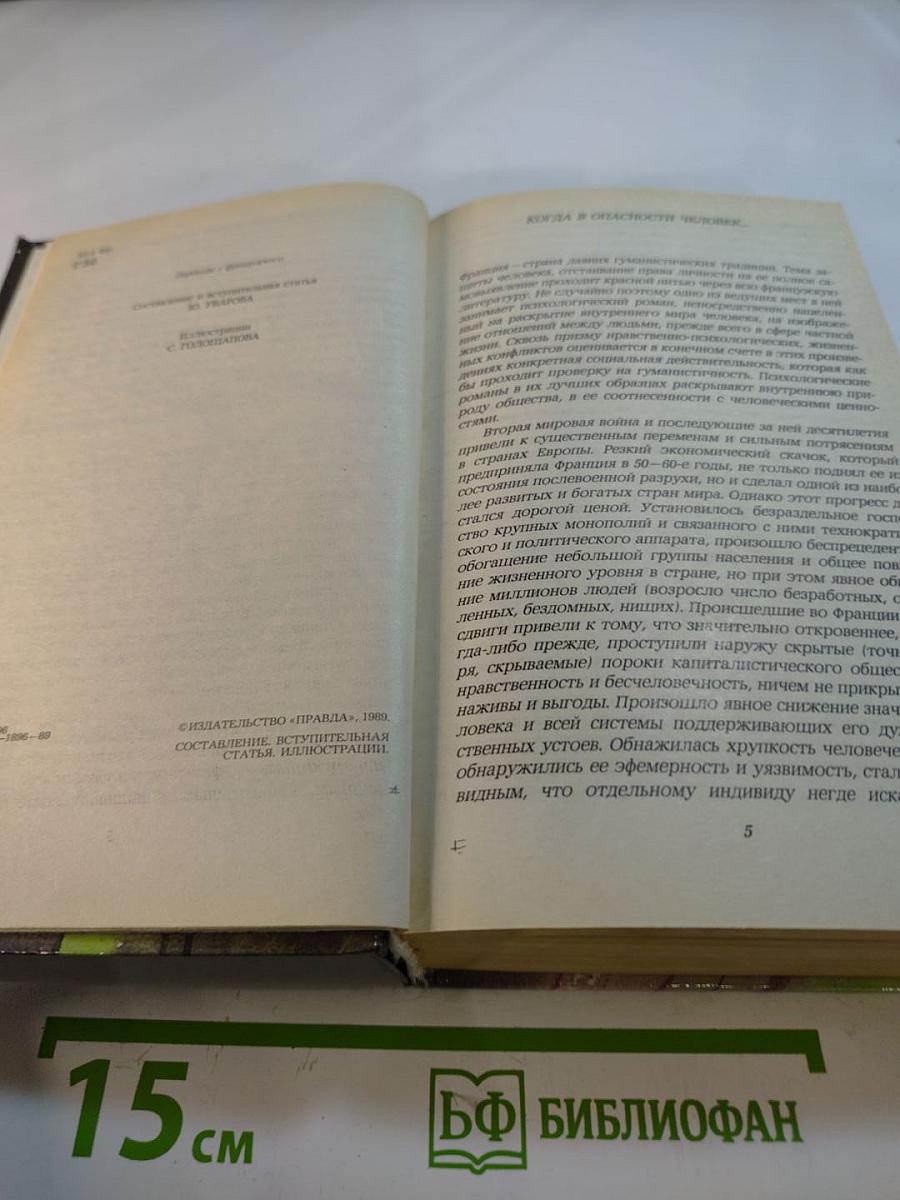 Перевод с французского
Составление и вступительная статья
Ю. УВАРОВА
Иллюстрации
С. ГОЛОШАПОВА
—1896—89
© ИЗДАТЕЛЬСТВО «ПРАВДА», 1989.
СОСТАВЛЕНИЕ. ВСТУПИТЕЛЬНАЯ
СТАТЬЯ. ИЛЛЮСТРАЦИИ.
КОГДА В ОПАСНОСТИ ЧЕЛОВЕК...
Франция — страна давних гуманистических традиций. Тема за-
щиты человека, отстаивание права личности на ее полное са-
мовыявление проходит красной нитью через всю французскую
литературу. Не случайно поэтому одно из ведущих мест в ней
занимает психологический роман, непосредственно нацелен-
ный на раскрытие внутреннего мира человека, на изображе-
ние отношений между людьми, прежде всего в сфере частной
жизни. Сквозь призму нравственно-психологических, жизнен-
ных конфликтов оценивается в конечном счете в этих произве-
дениях конкретная социальная действительность, которая как
бы проходит проверку на гуманистичность. Психологические
романы в их лучших образцах раскрывают внутреннюю при-
роду общества, в ее соотнесенности с человеческими ценно-
стями.
Вторая мировая война и последующие за ней десятилетия
привели к существенным переменам и сильным потрясениям
в странах Европы. Резкий экономический скачок, который
предприняла Франция в 50—60-е годы, не только поднял ее из
состояния послевоенной разрухи, но и сделал одной из наибо
лее развитых и богатых стран мира. Однако этот прогресс д
стался дорогой ценой. Установилось безраздельное госпо
ство крупных монополий и связанного с ними технократи
ского и политического аппарата, произошло беспрецедент
обогащение небольшой группы населения и общее пов
ние жизненного уровня в стране, но при этом явное обн
ние миллионов людей (возросло число безработных, о
ленных, бездомных, нищих). Происшедшие во Франции
сдвиги привели к тому, что значительно откровеннее,
гда-либо прежде, проступили наружу скрытые (точн
ря, скрываемые) пороки капиталистического общес
нравственность и бесчеловечность, ничем не прикры
наживы и выгоды. Произошло явное снижение знач
ловека и всей системы поддерживающих его ду
ственных устоев. Обнажилась хрупкость человече
обнаружились ее эфемерность и уязвимость, стал
видным, что отдельному индивиду негде иска
5
15 см
БФ БИБЛИОФАН